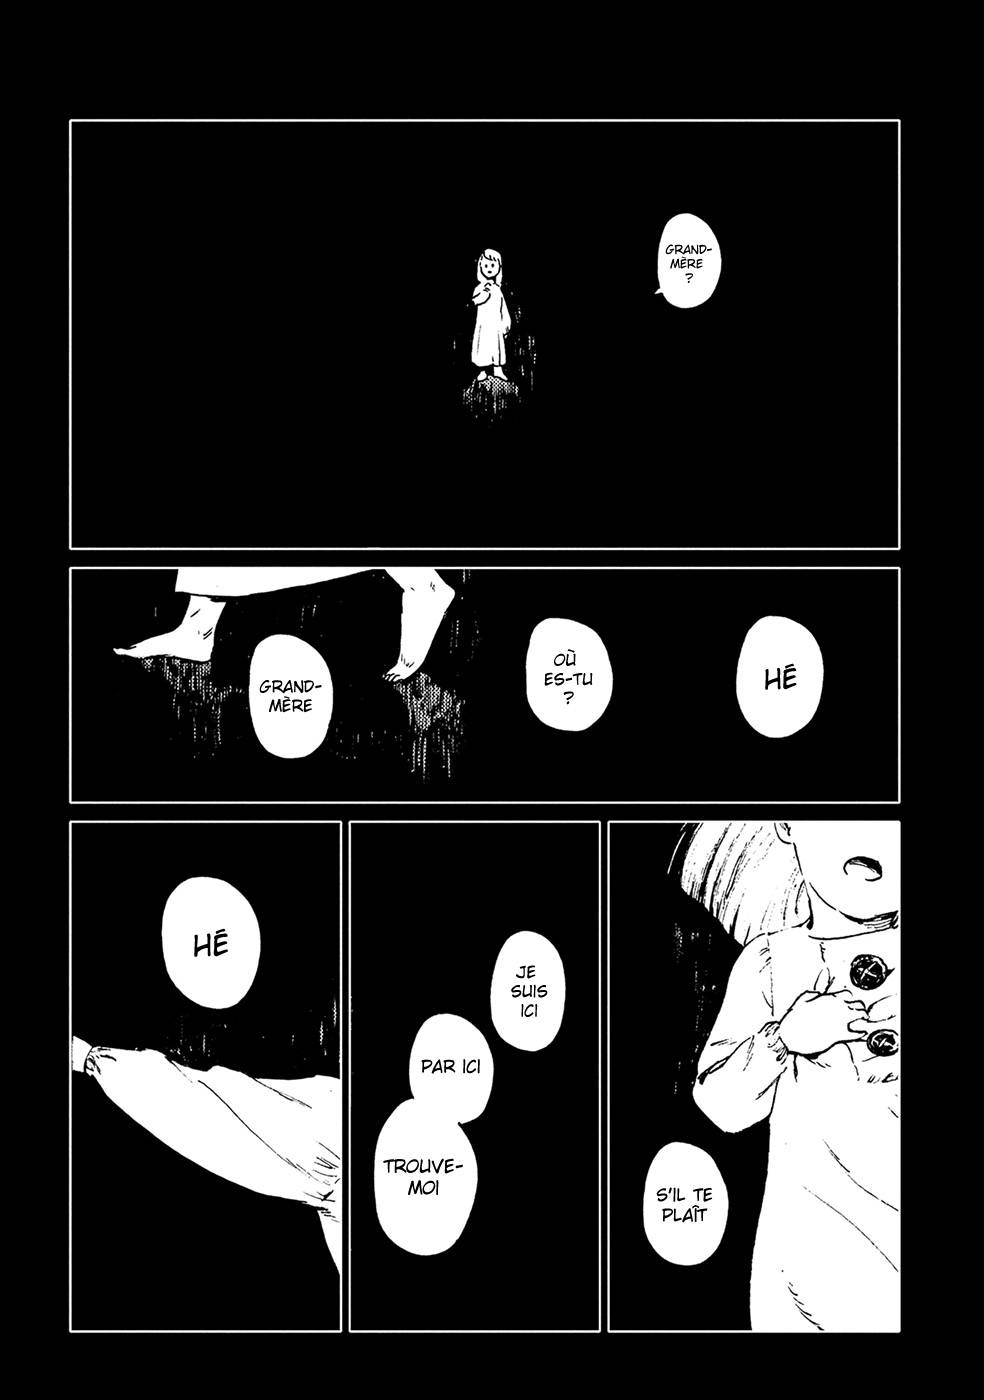 GRAND-
MÈRE
?
HÉ
OÙ
ES-TU
?
GRAND-
MÈRE
S'IL TE
PLAÎT
JE
SUIS
ICI
PAR ICI
TROUVE-
MOI
HÉ